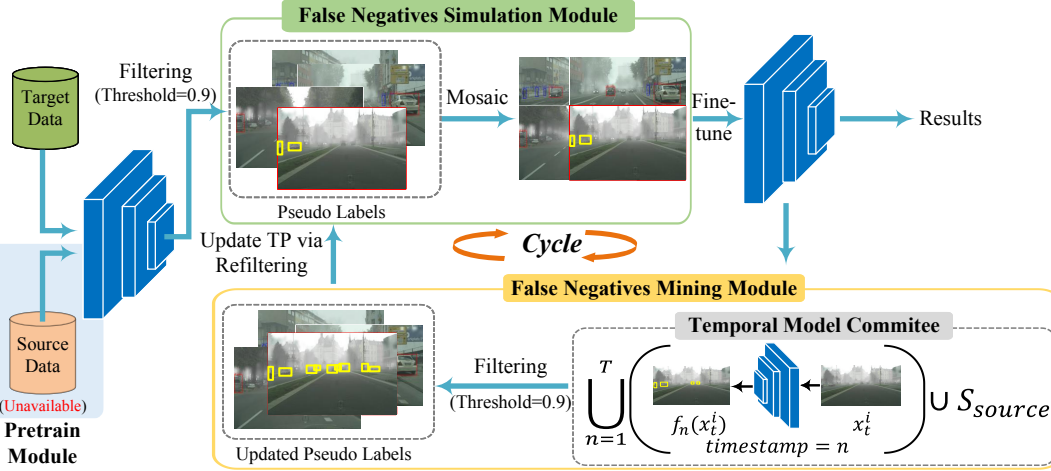 False Negatives Simulation Module
Target
Data
Filtering
(Threshold=0.9)
Mosaic
Fine-
tune
Results
Pseudo Labels
Update TP via
Refiltering
Cycle
Source
Data
(Unavailable)
Pretrain
Module
False Negatives Mining Module
Temporal Model Commitee
Filtering
(Threshold=0.9)
Updated Pseudo Labels
T
⋃
n=1
( )
∪ S_source
f_n(x_t^i)
x_t^i
timestamp = n